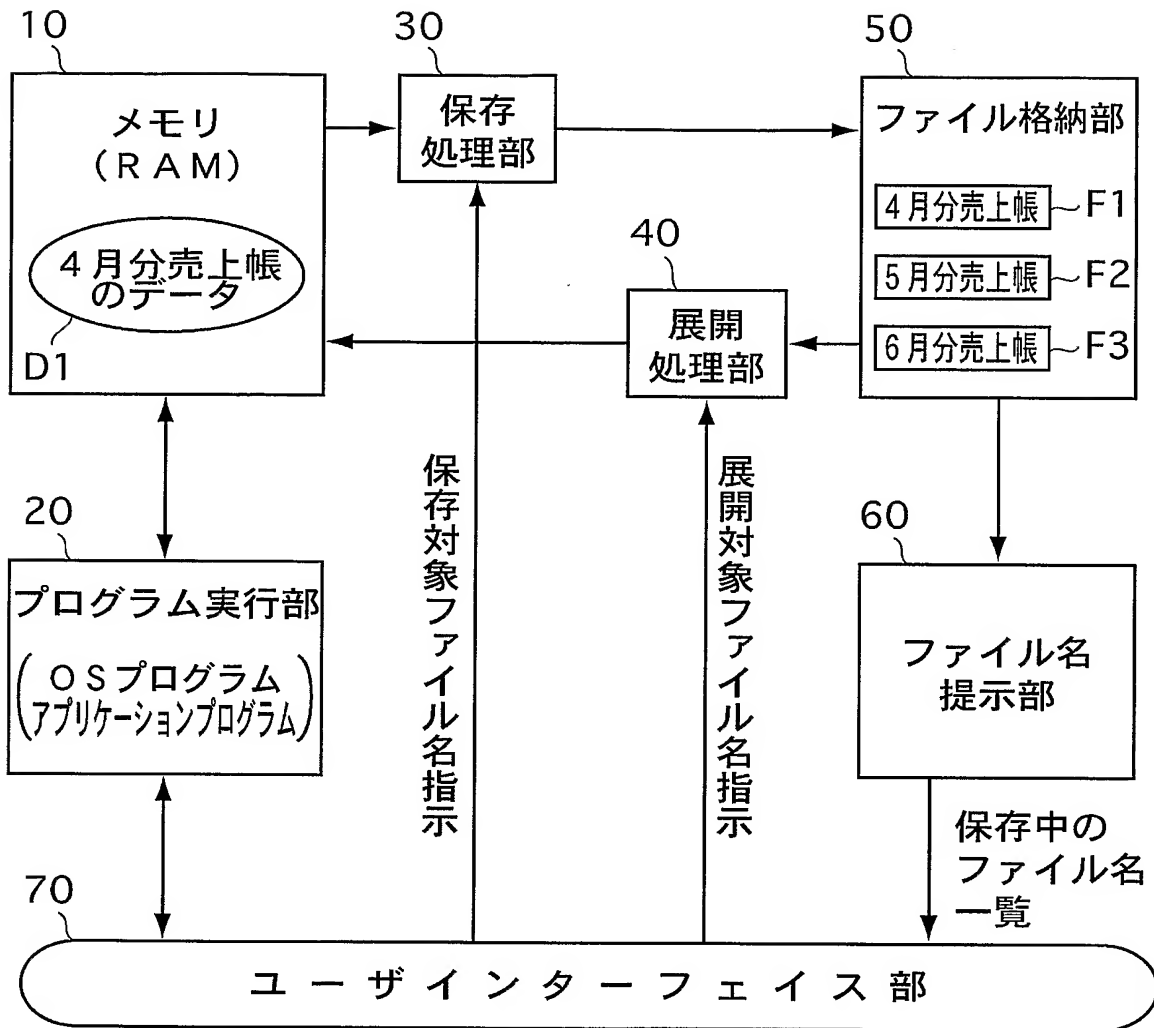 10
メモリ
(RAM)
4月分売上帳
のデータ
D1
30
保存
処理部
50
ファイル格納部
4月分売上帳
F1
5月分売上帳
F2
6月分売上帳
F3
40
展開
処理部
20
プログラム実行部
(OSプログラム
アプリケーションプログラム)
保存対象ファイル名指示
展開対象ファイル名指示
60
ファイル名
提示部
保存中の
ファイル名
一覧
70
ユーザインターフェイス部